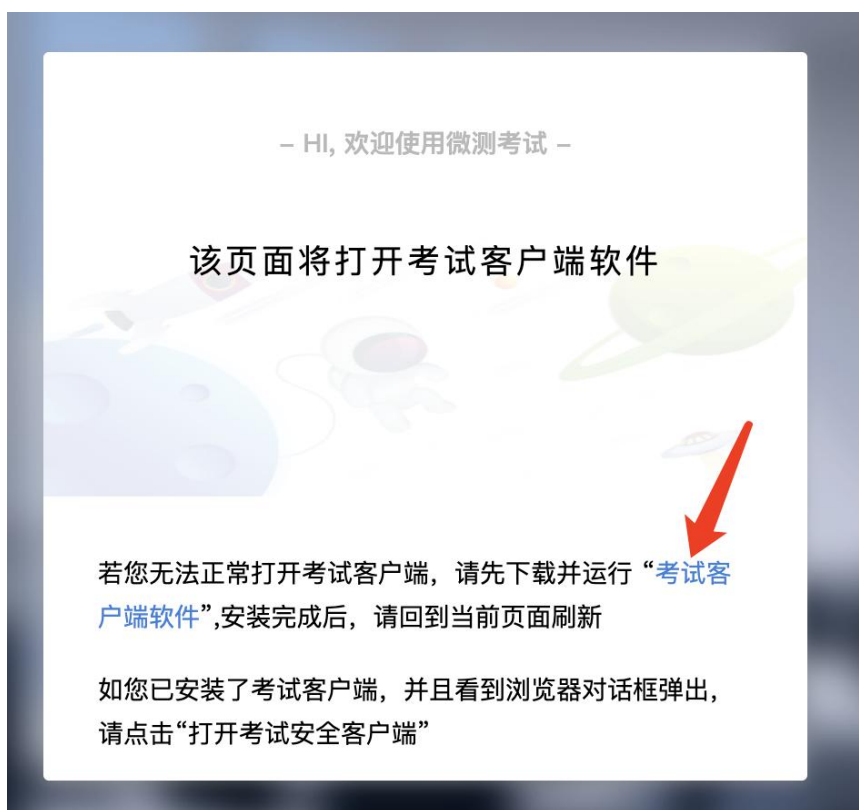 – HI, 欢迎使用微测考试 –
该页面将打开考试客户端软件
若您无法正常打开考试客户端，请先下载并运行 “考试客
户端软件”,安装完成后，请回到当前页面刷新
如您已安装了考试客户端，并且看到浏览器对话框弹出，
请点击“打开考试安全客户端”